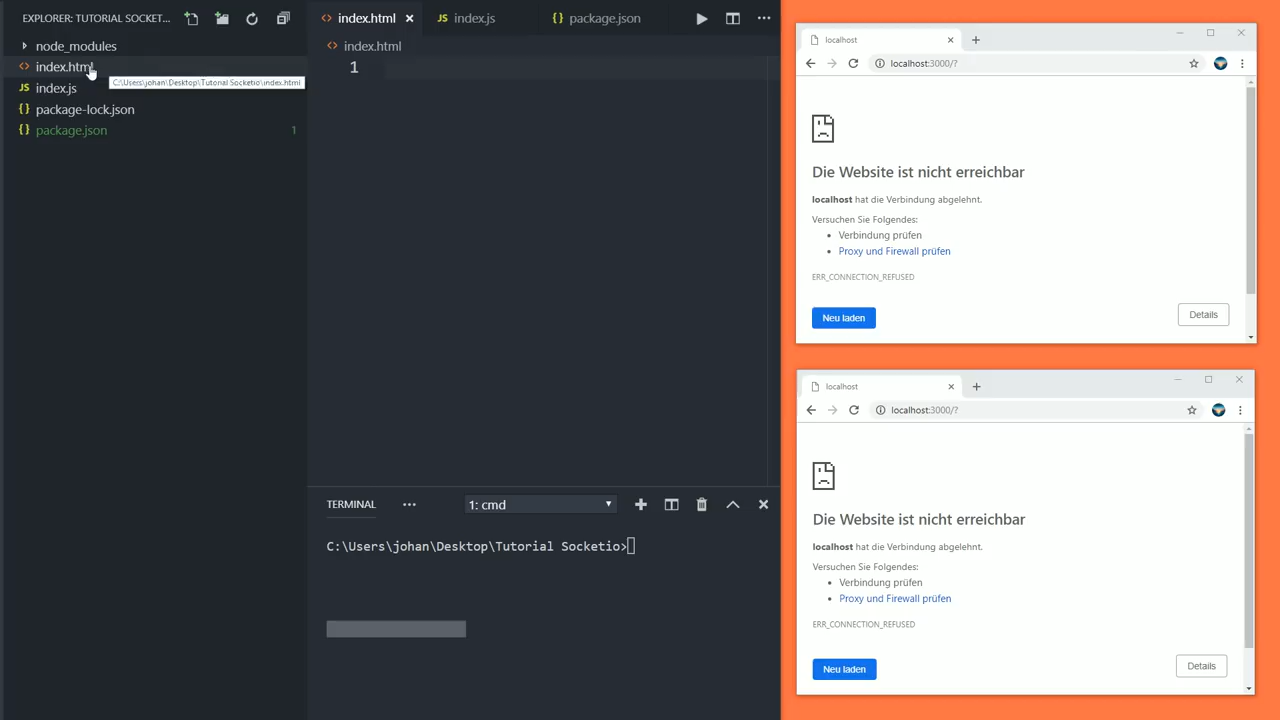 EXPLORER: TUTORIAL SOCKET...
node_modules
index.html
C:\Users\johan\Desktop\Tutorial Socketio\index.html
JS index.js
{} package-lock.json
{} package.json 1
index.html
JS index.js
{} package.json
index.html
1
TERMINAL
1: cmd
C:\Users\johan\Desktop\Tutorial Socketio>
localhost
localhost:3000/?
Die Website ist nicht erreichbar
localhost hat die Verbindung abgelehnt.
Versuchen Sie Folgendes:
• Verbindung prüfen
• Proxy und Firewall prüfen
ERR_CONNECTION_REFUSED
Neu laden
Details
localhost
localhost:3000/?
Die Website ist nicht erreichbar
localhost hat die Verbindung abgelehnt.
Versuchen Sie Folgendes:
• Verbindung prüfen
• Proxy und Firewall prüfen
ERR_CONNECTION_REFUSED
Neu laden
Details